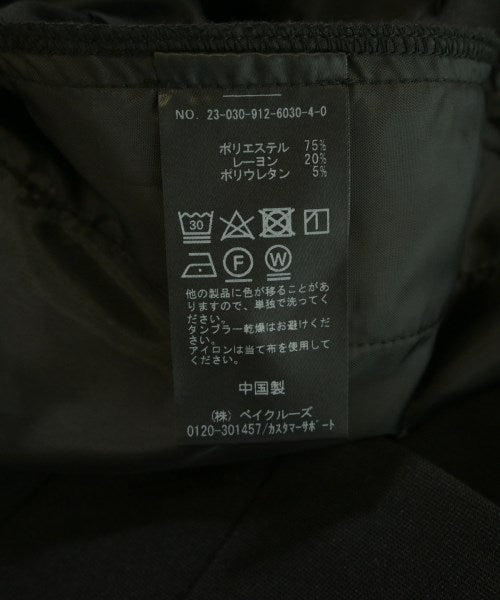 NO. 23-030-912-6030-4-0
ポリエステル 75%
レーヨン 20%
ポリウレタン 5%
30
F W
他の製品に色が移ることがあ
りますので、単独で洗ってく
ださい。
タンブラー乾燥はお避けくだ
さい。
アイロンは当て布を使用して
ください。
中国製
(株) ベイクルーズ
0120-301457/カスタマーサポート